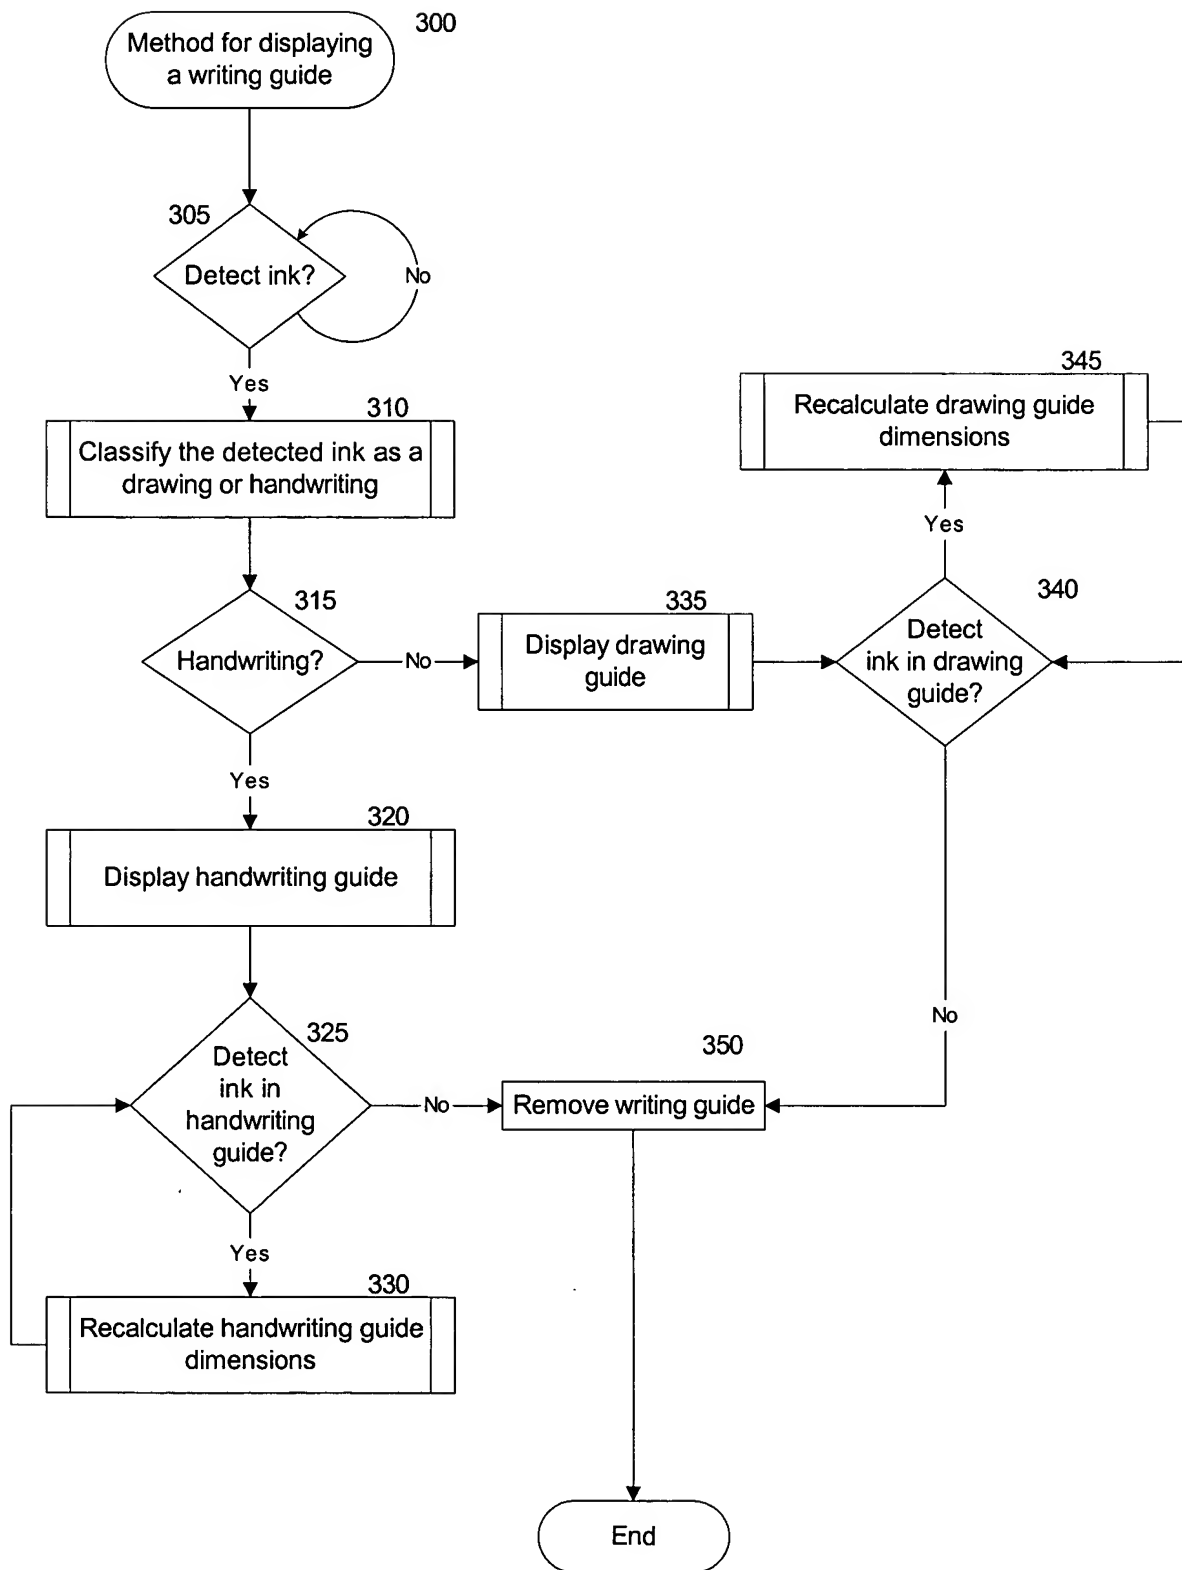 300
Method for displaying
a writing guide
305
Detect ink?
No
Yes
310
Classify the detected ink as a
drawing or handwriting
315
Handwriting?
No
335
Display drawing
guide
345
Recalculate drawing guide
dimensions
Yes
340
Detect
ink in drawing
guide?
Yes
320
Display handwriting guide
325
Detect
ink in
handwriting
guide?
No
350
Remove writing guide
No
Yes
330
Recalculate handwriting guide
dimensions
End